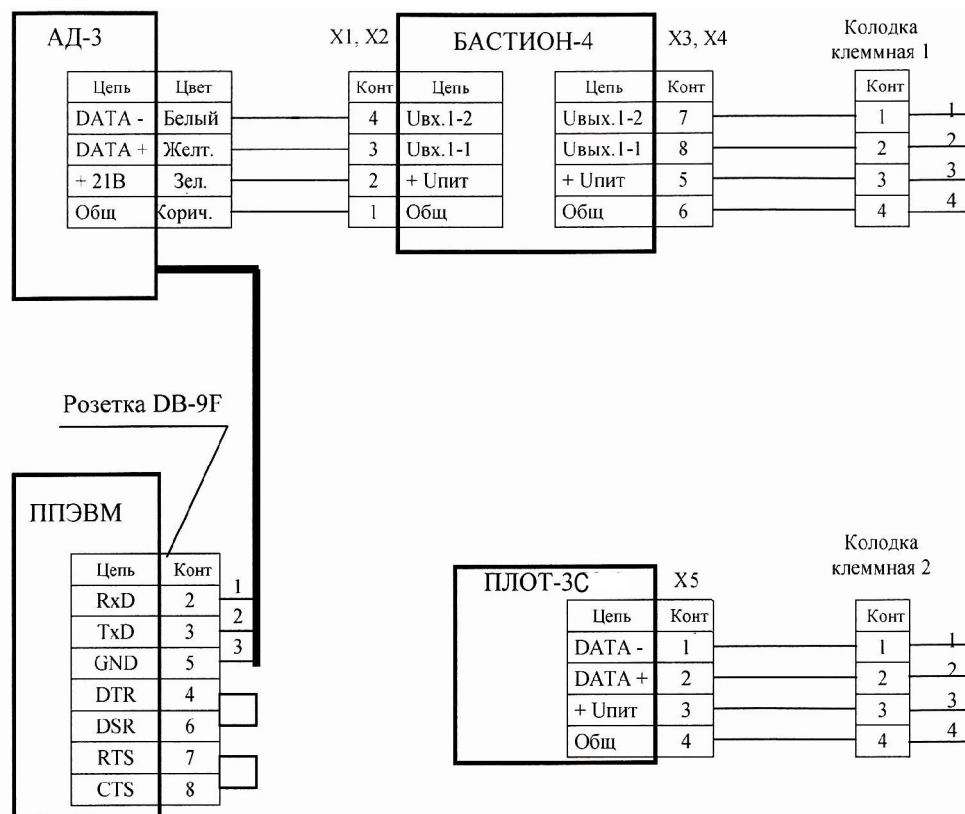 АД-3
Х1, Х2
БАСТИОН-4
Х3, Х4
Колодка
клеммная 1
Цепь Цвет
DATA - Белый
DATA + Желт.
+ 21В Зел.
Общ Корич.
Конт Цепь
4 Uвх.1-2
3 Uвх.1-1
2 + Uпит
1 Общ
Цепь Конт
Uвых.1-2 7
Uвых.1-1 8
+ Uпит 5
Общ 6
Конт
1 1
2 2
3 3
4 4
Розетка DB-9F
ППЭВМ
Цепь Конт
RxD 2 1
TxD 3 2
GND 5 3
DTR 4
DSR 6
RTS 7
CTS 8
ПЛОТ-3С
Х5
Колодка
клеммная 2
Цепь Конт
DATA - 1
DATA + 2
+ Uпит 3
Общ 4
Конт
1 1
2 2
3 3
4 4